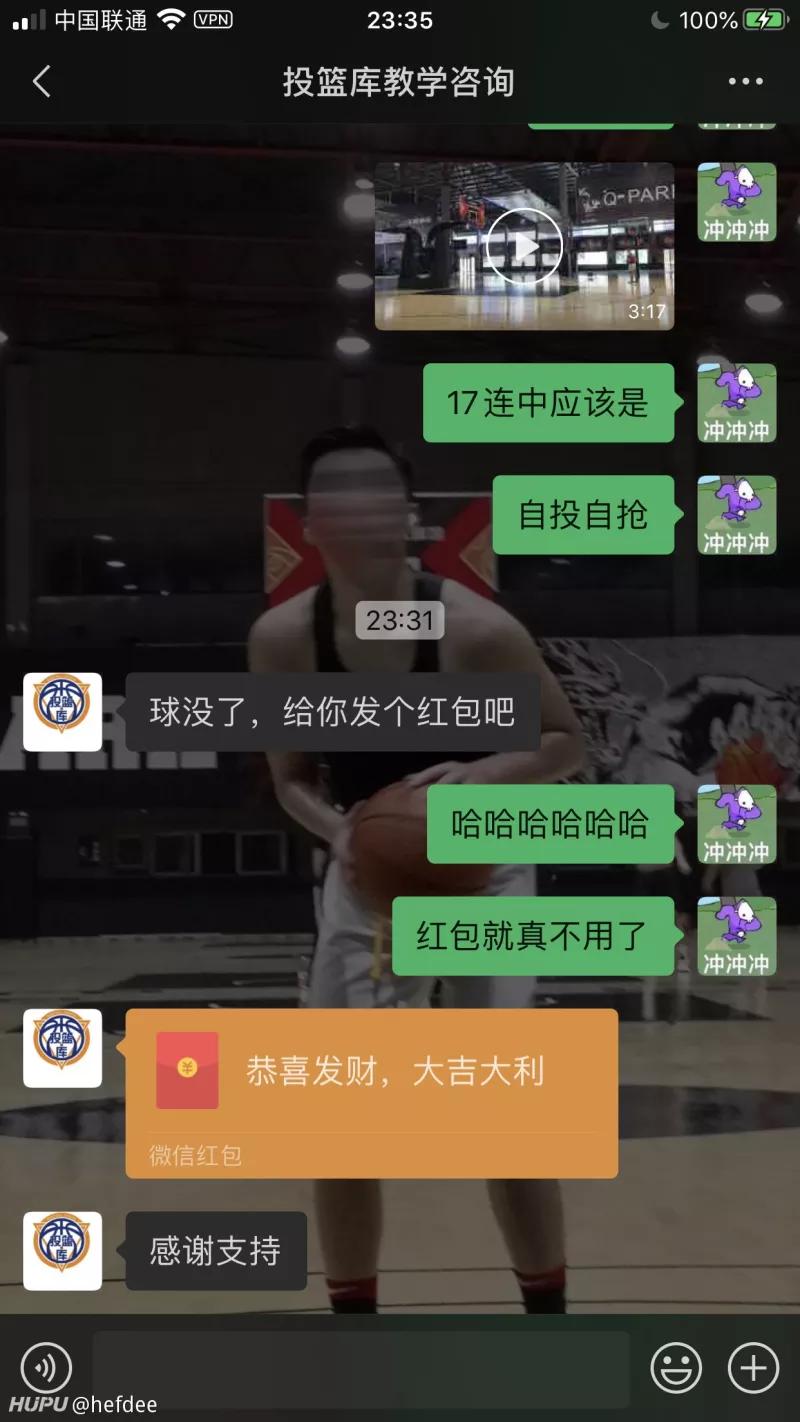 中国联通 VPN 23:35 100%
投篮库教学咨询
Q-PARK
冲冲冲
3:17
17连中应该是
冲冲冲
自投自抢
冲冲冲
23:31
投篮库
球没了，给你发个红包吧
哈哈哈哈哈哈
冲冲冲
红包就真不用了
冲冲冲
投篮库
恭喜发财，大吉大利
微信红包
投篮库
感谢支持
HUPU @hefdee